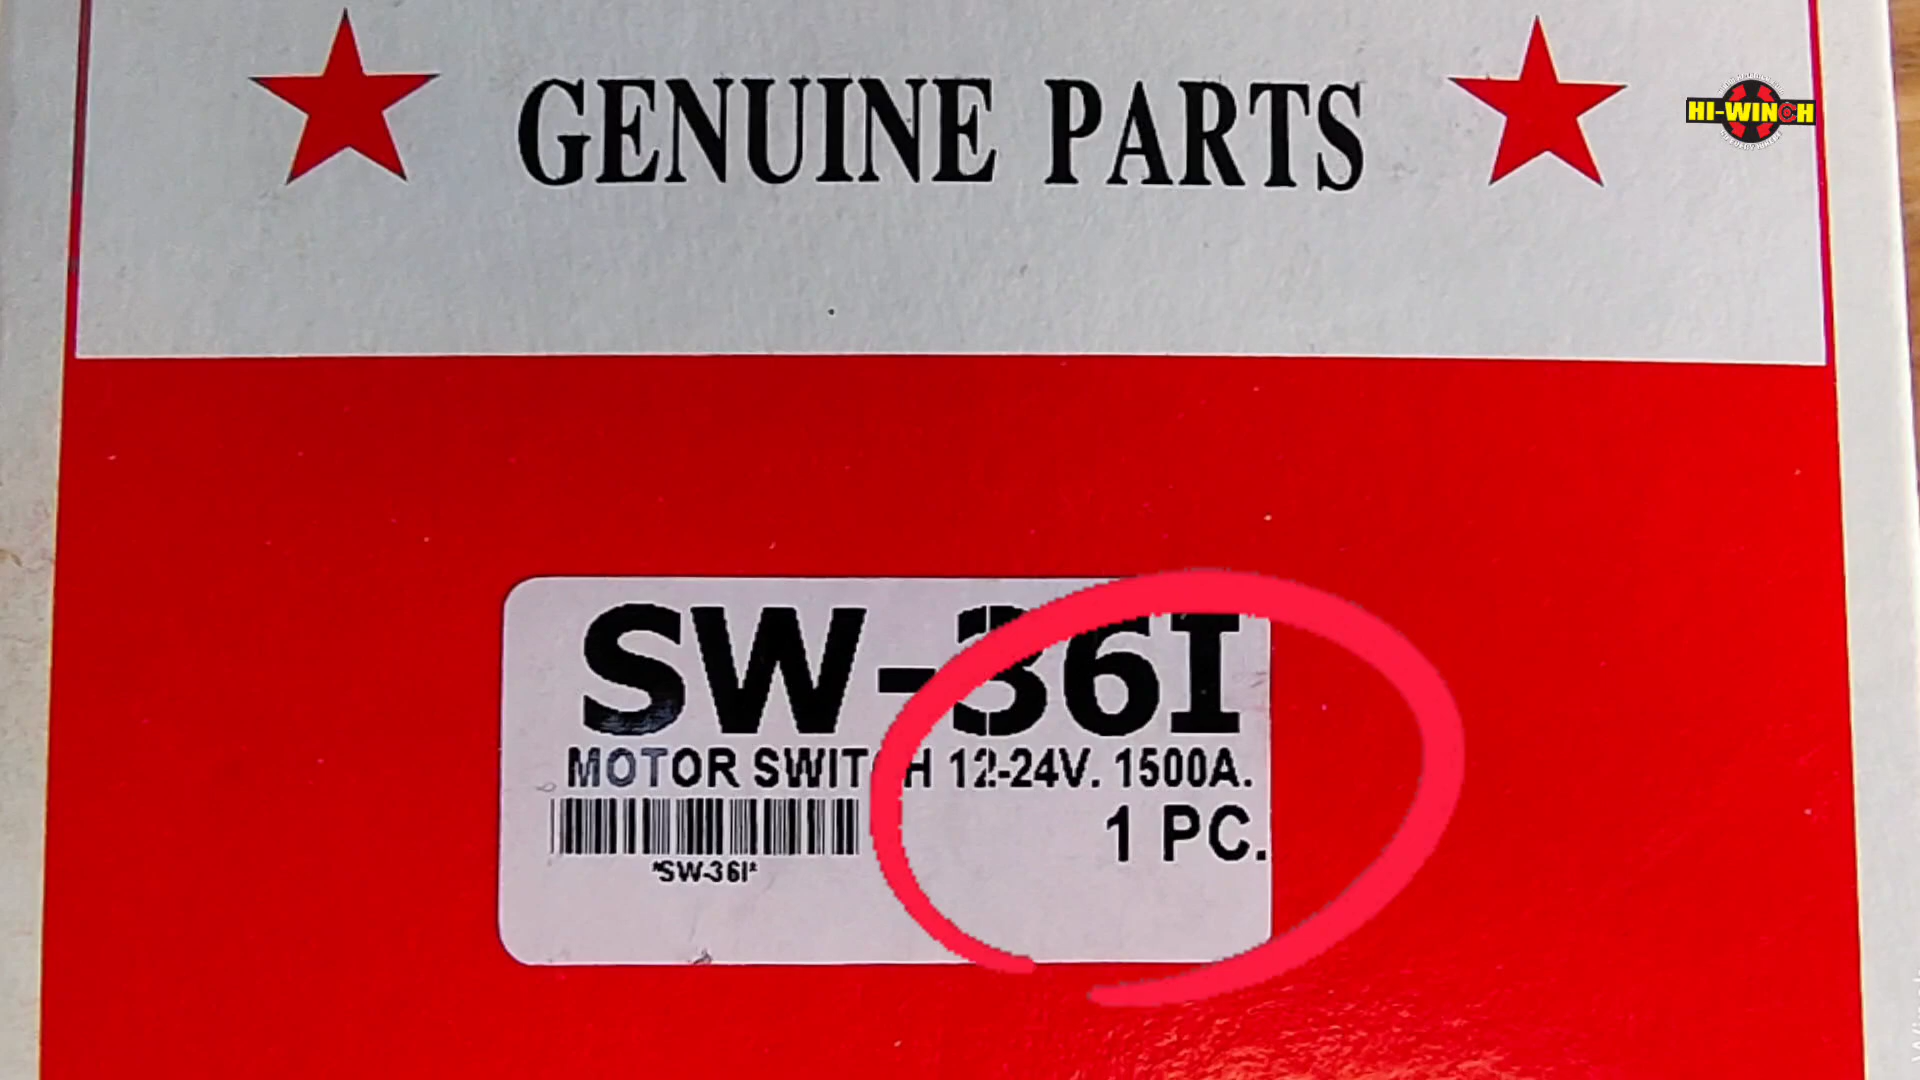 GENUINE PARTS
HI-WINCH
SW-36I
MOTOR SWITCH 12-24V. 1500A.
1 PC.
*SW-36I*